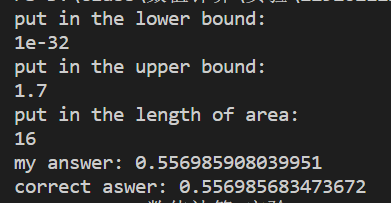 put in the lower bound:
1e-32
put in the upper bound:
1.7
put in the length of area:
16
my answer: 0.556985908039951
correct aswer: 0.556985683473672